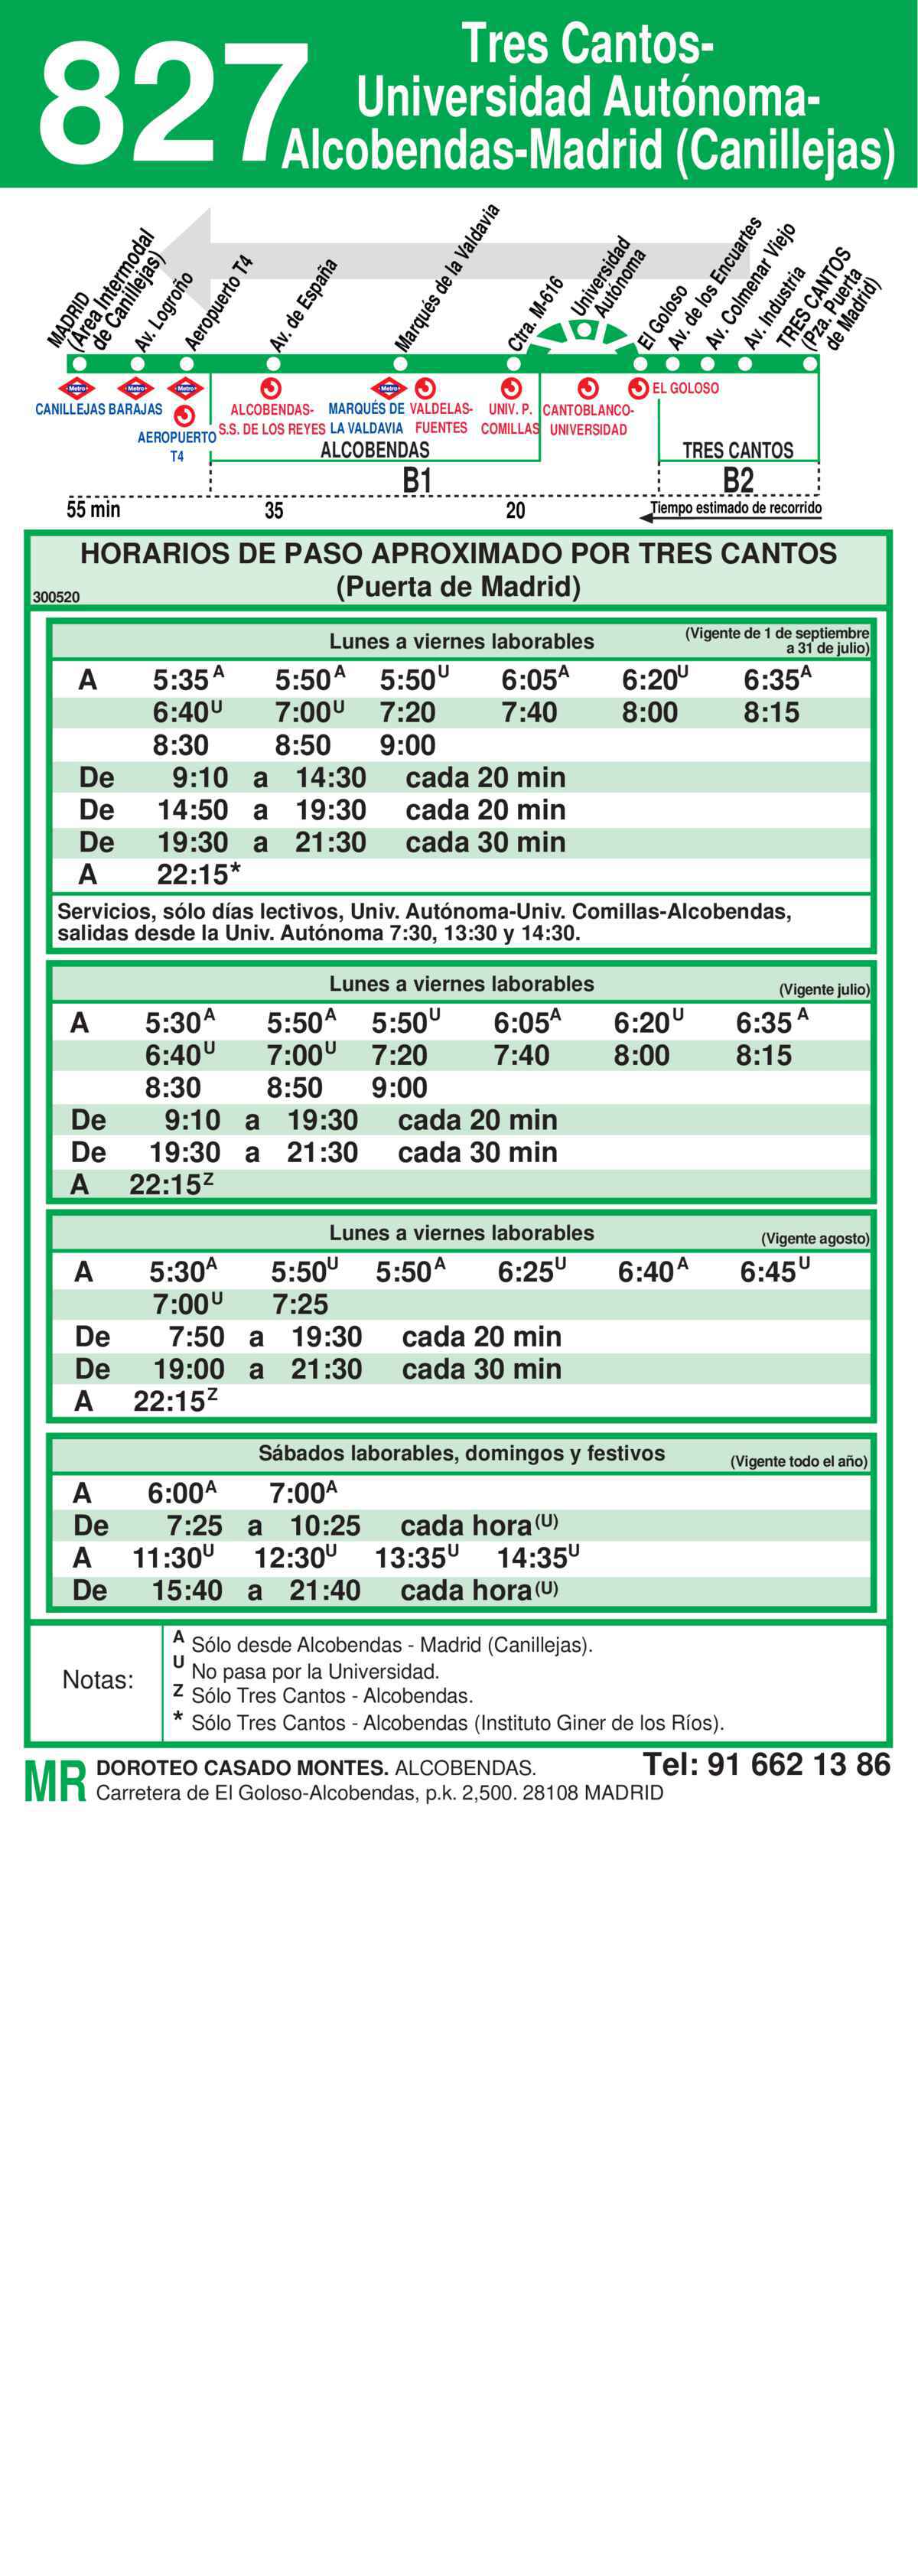 827
Tres Cantos-
Universidad Autónoma-
Alcobendas-Madrid (Canillejas)
MADRID
(Área Intermodal
de Canillejas)
Av. Logroño
Aeropuerto T4
Av. de España
Marqués de la Valdavia
Ctra. M-616
Universidad
Autónoma
El Goloso
Av. de los Encuartes
Av. Colmenar Viejo
Av. Industria
TRES CANTOS
(Pza. Puerta
de Madrid)
Metro Metro Metro Metro
CANILLEJAS BARAJAS
AEROPUERTO
T4
ALCOBENDAS-
S.S. DE LOS REYES
MARQUÉS DE
LA VALDAVIA
VALDELAS-
FUENTES
UNIV. P.
COMILLAS
CANTOBLANCO-
UNIVERSIDAD
EL GOLOSO
ALCOBENDAS TRES CANTOS
B1 B2
55 min 35 20 Tiempo estimado de recorrido
HORARIOS DE PASO APROXIMADO POR TRES CANTOS
(Puerta de Madrid)
300520
Lunes a viernes laborables (Vigente de 1 de septiembre
a 31 de julio)
A 5:35 A 5:50 A 5:50 U 6:05 A 6:20 U 6:35 A
6:40 U 7:00 U 7:20 7:40 8:00 8:15
8:30 8:50 9:00
De 9:10 a 14:30 cada 20 min
De 14:50 a 19:30 cada 20 min
De 19:30 a 21:30 cada 30 min
A 22:15*
Servicios, sólo días lectivos, Univ. Autónoma-Univ. Comillas-Alcobendas,
salidas desde la Univ. Autónoma 7:30, 13:30 y 14:30.
Lunes a viernes laborables (Vigente julio)
A 5:30 A 5:50 A 5:50 U 6:05 A 6:20 U 6:35 A
6:40 U 7:00 U 7:20 7:40 8:00 8:15
8:30 8:50 9:00
De 9:10 a 19:30 cada 20 min
De 19:30 a 21:30 cada 30 min
A 22:15 Z
Lunes a viernes laborables (Vigente agosto)
A 5:30 A 5:50 U 5:50 A 6:25 U 6:40 A 6:45 U
7:00 U 7:25
De 7:50 a 19:30 cada 20 min
De 19:00 a 21:30 cada 30 min
A 22:15 Z
Sábados laborables, domingos y festivos (Vigente todo el año)
A 6:00 A 7:00 A
De 7:25 a 10:25 cada hora (U)
A 11:30 U 12:30 U 13:35 U 14:35 U
De 15:40 a 21:40 cada hora (U)
Notas:
A Sólo desde Alcobendas - Madrid (Canillejas).
U No pasa por la Universidad.
Z Sólo Tres Cantos - Alcobendas.
* Sólo Tres Cantos - Alcobendas (Instituto Giner de los Ríos).
MR DOROTEO CASADO MONTES. ALCOBENDAS. Tel: 91 662 13 86
Carretera de El Goloso-Alcobendas, p.k. 2,500. 28108 MADRID